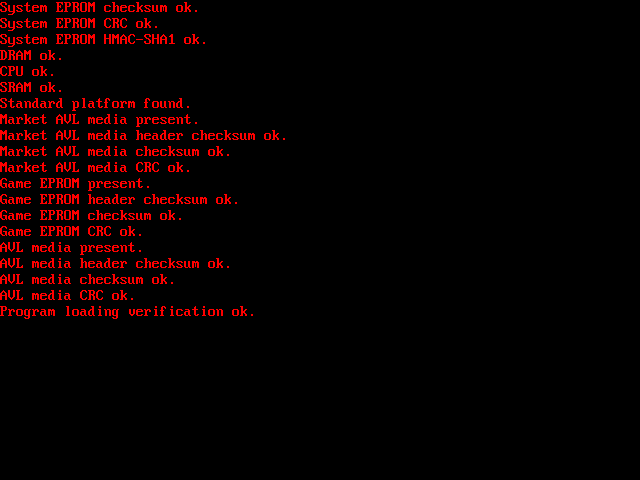 System EPROM checksum ok.
System EPROM CRC ok.
System EPROM HMAC-SHA1 ok.
DRAM ok.
CPU ok.
SRAM ok.
Standard platform found.
Market AVL media present.
Market AVL media header checksum ok.
Market AVL media checksum ok.
Market AVL media CRC ok.
Game EPROM present.
Game EPROM header checksum ok.
Game EPROM checksum ok.
Game EPROM CRC ok.
AVL media present.
AVL media header checksum ok.
AVL media checksum ok.
AVL media CRC ok.
Program loading verification ok.